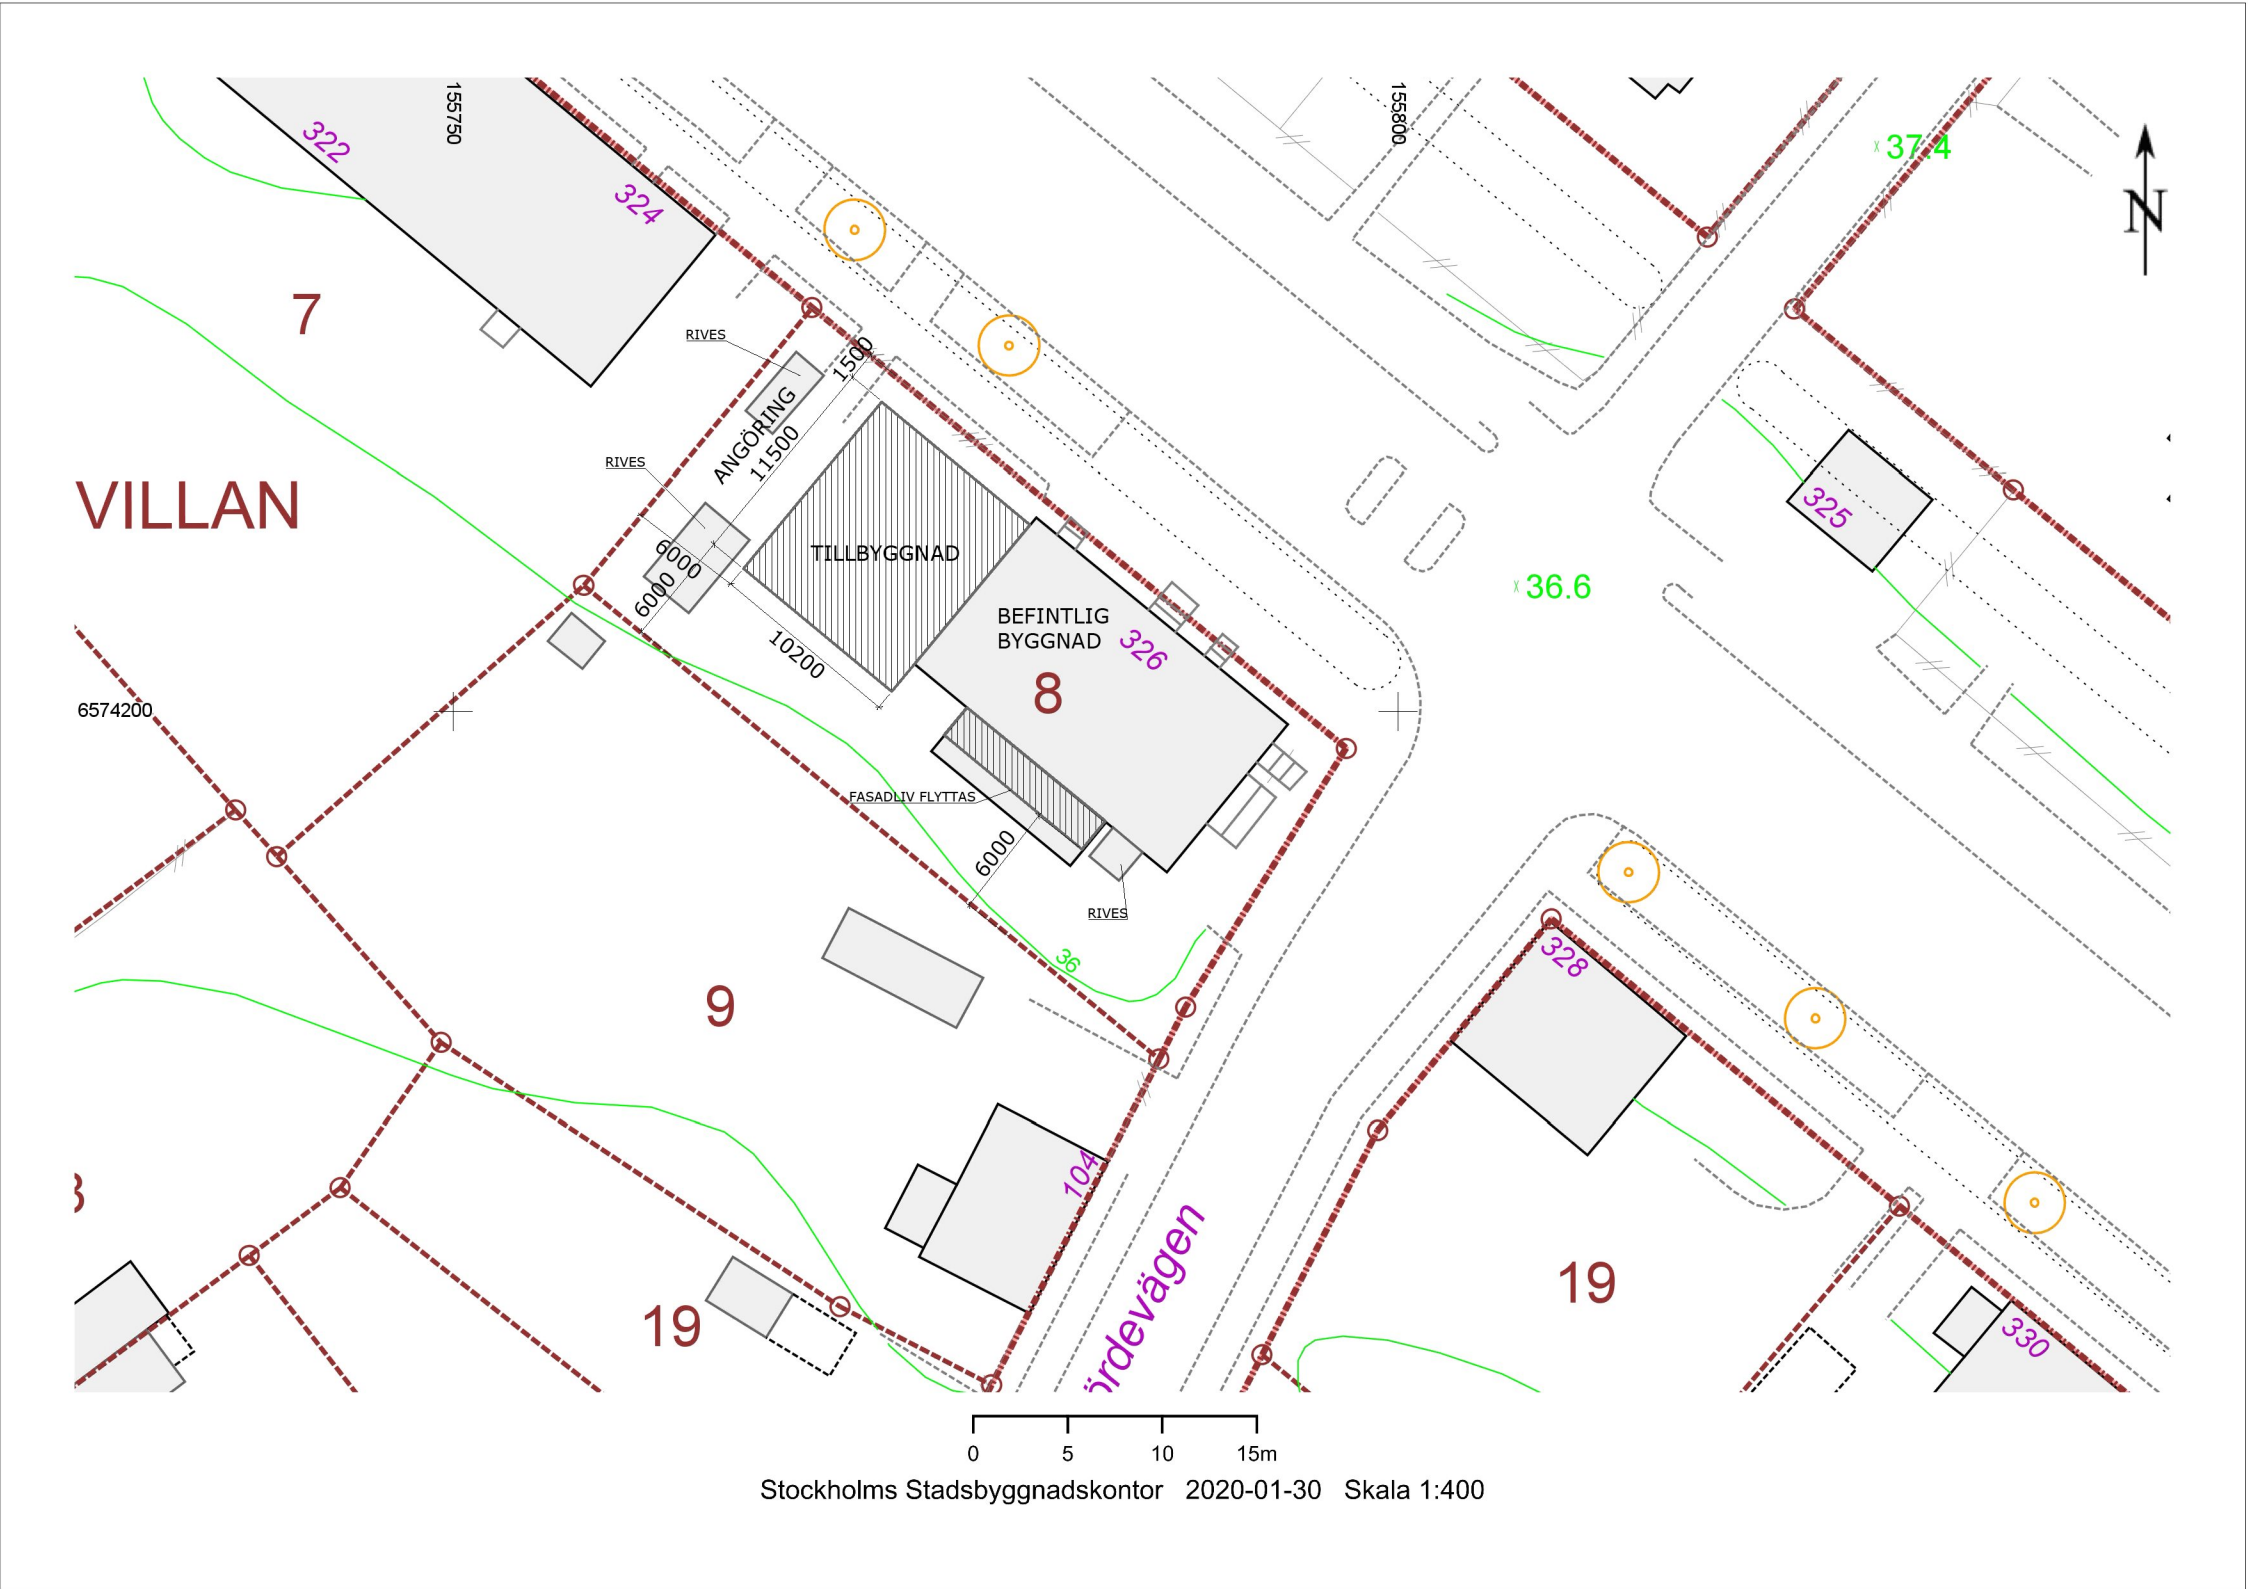 155750
155800
322
324
37.4
N
7
RIVES
1500
ANGÖRING
11500
RIVES
VILLAN
325
6000
6000
TILLBYGGNAD
36.6
BEFINTLIG
BYGGNAD
326
10200
8
6574200
FASADLIV FLYTTAS
6000
RIVES
328
36
9
104
ördevägen
19
19
330
0 5 10 15m
Stockholms Stadsbyggnadskontor 2020-01-30 Skala 1:400